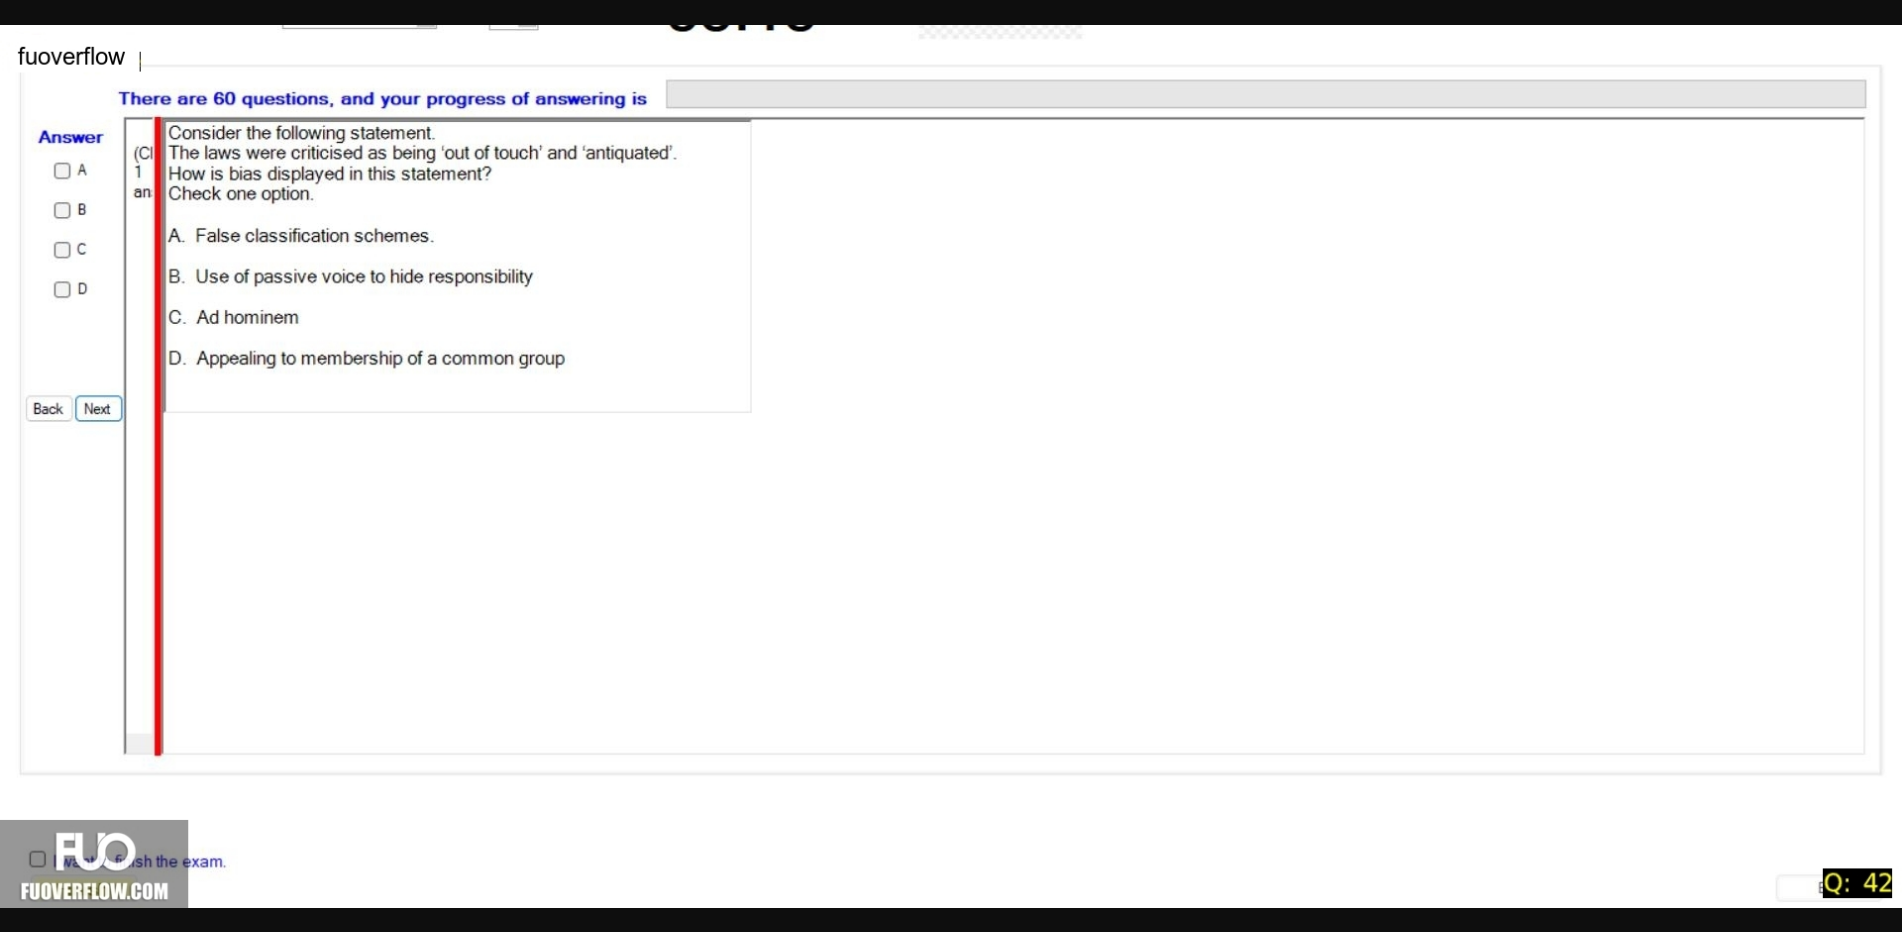 fuoverflow
There are 60 questions, and your progress of answering is
Answer
A
B
C
D
Back
Next
(Cl
1
an
Consider the following statement.
The laws were criticised as being ‘out of touch’ and ‘antiquated’.
How is bias displayed in this statement?
Check one option.
A. False classification schemes.
B. Use of passive voice to hide responsibility
C. Ad hominem
D. Appealing to membership of a common group
FUO
FUOVERFLOW.COM
the exam.
Q: 42